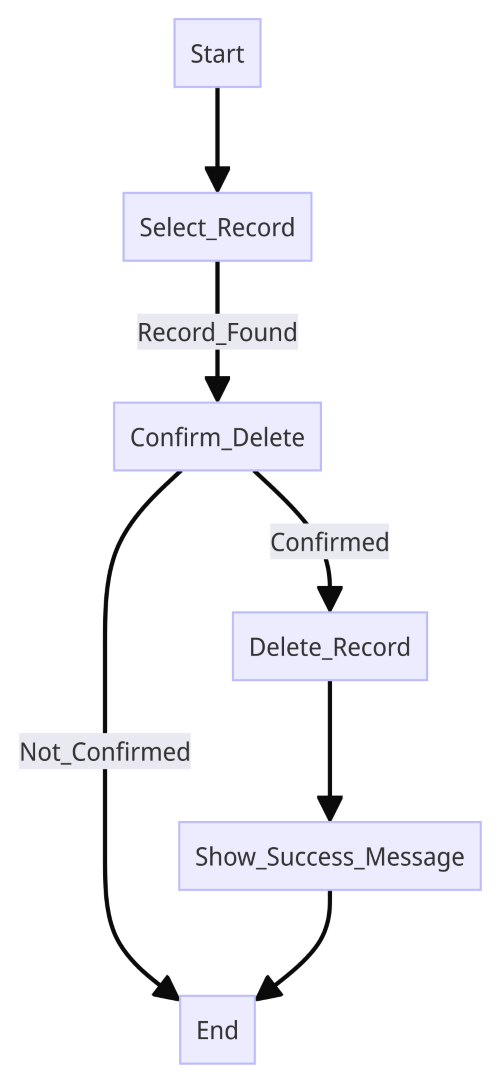 Start
Select_Record
Record_Found
Confirm_Delete
Confirmed
Delete_Record
Not_Confirmed
Show_Success_Message
End